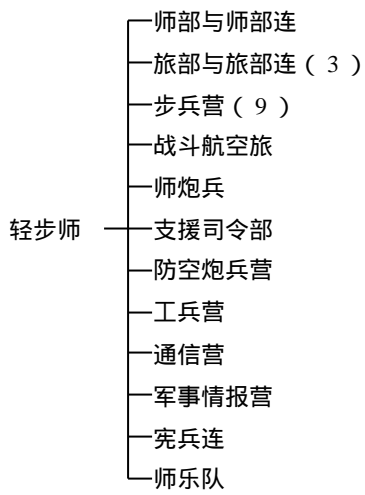 师部与师部连
旅部与旅部连(3)
步兵营(9)
战斗航空旅
师炮兵
轻步师
支援司令部
防空炮兵营
工兵营
通信营
军事情报营
宪兵连
师乐队